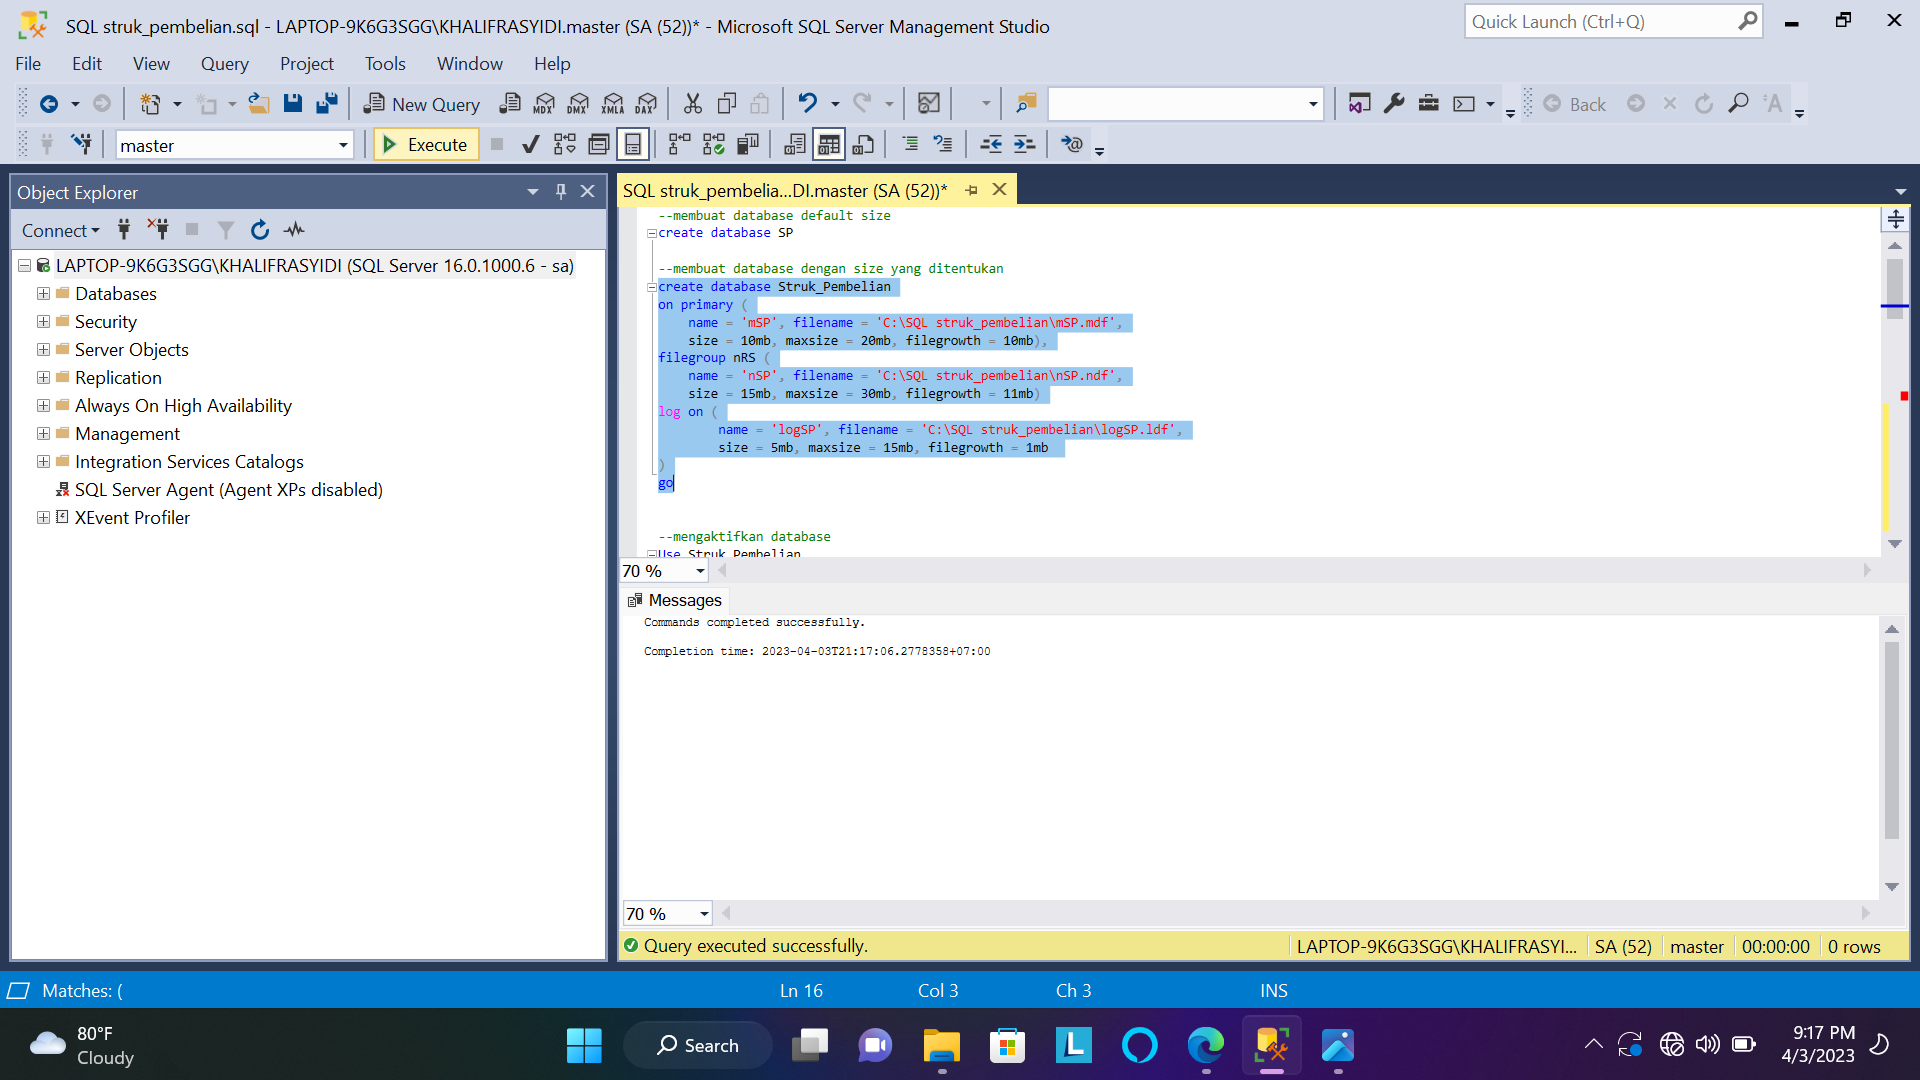 SQL struk_pembelian.sql - LAPTOP-9K6G3SGG\KHALIFRASYIDI.master (SA (52))* - Microsoft SQL Server Management Studio
Quick Launch (Ctrl+Q)
File Edit View Query Project Tools Window Help
New Query MDX DMX XMLA DAX Back
master Execute
Object Explorer
Connect
LAPTOP-9K6G3SGG\KHALIFRASYIDI (SQL Server 16.0.1000.6 - sa)
Databases
Security
Server Objects
Replication
Always On High Availability
Management
Integration Services Catalogs
SQL Server Agent (Agent XPs disabled)
XEvent Profiler
SQL struk_pembelia...DI.master (SA (52))*
--membuat database default size
create database SP
--membuat database dengan size yang ditentukan
create database Struk_Pembelian
on primary (
name = 'mSP', filename = 'C:\SQL struk_pembelian\mSP.mdf',
size = 10mb, maxsize = 20mb, filegrowth = 10mb),
filegroup nRS (
name = 'nSP', filename = 'C:\SQL struk_pembelian\nSP.ndf',
size = 15mb, maxsize = 30mb, filegrowth = 11mb)
log on (
name = 'logSP', filename = 'C:\SQL struk_pembelian\logSP.ldf',
size = 5mb, maxsize = 15mb, filegrowth = 1mb
)
go
--mengaktifkan database
Use Struk_Pembelian
70 %
Messages
Commands completed successfully.
Completion time: 2023-04-03T21:17:06.2778358+07:00
70 %
Query executed successfully. LAPTOP-9K6G3SGG\KHALIFRASYI... SA (52) master 00:00:00 0 rows
Matches: ( Ln 16 Col 3 Ch 3 INS
80°F
Cloudy
Search
L
9:17 PM
4/3/2023